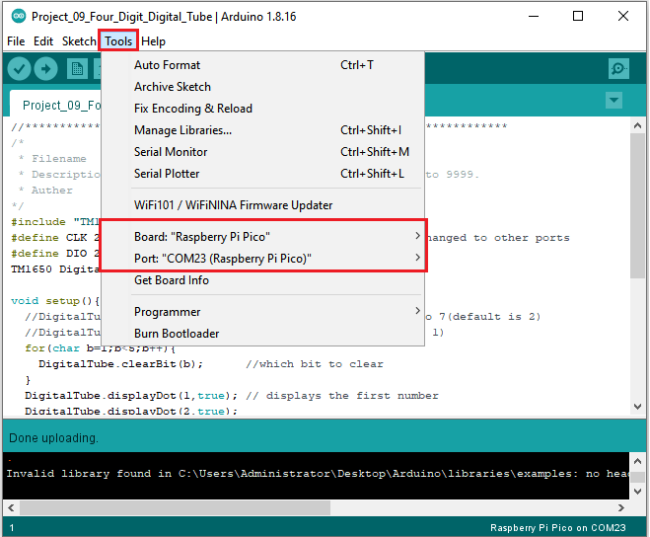 Project_09_Four_Digit_Digital_Tube | Arduino 1.8.16
File Edit Sketch Tools Help
Auto Format Ctrl+T
Archive Sketch
Fix Encoding & Reload
Manage Libraries... Ctrl+Shift+I
Serial Monitor Ctrl+Shift+M
Serial Plotter Ctrl+Shift+L
WiFi101 / WiFiNINA Firmware Updater
Board: "Raspberry Pi Pico"
Port: "COM23 (Raspberry Pi Pico)"
Get Board Info
Programmer
Burn Bootloader
Project_09_Fo
//*********** ***********
/*
* Filename
* Descriptio to 9999.
* Auther
*/
#include "TM1
#define CLK 2 hanged to other ports
#define DIO 2
TM1650 Digita
void setup(){
//DigitalTu o 7(default is 2)
//DigitalTu 1)
for(char b=1;b<5;b++){
DigitalTube.clearBit(b); //which bit to clear
}
DigitalTube.displayDot(1,true); // displays the first number
DigitalTube.displayDot(2,true);
Done uploading.
Invalid library found in C:\Users\Administrator\Desktop\Arduino\libraries\examples: no hea
1 Raspberry Pi Pico on COM23